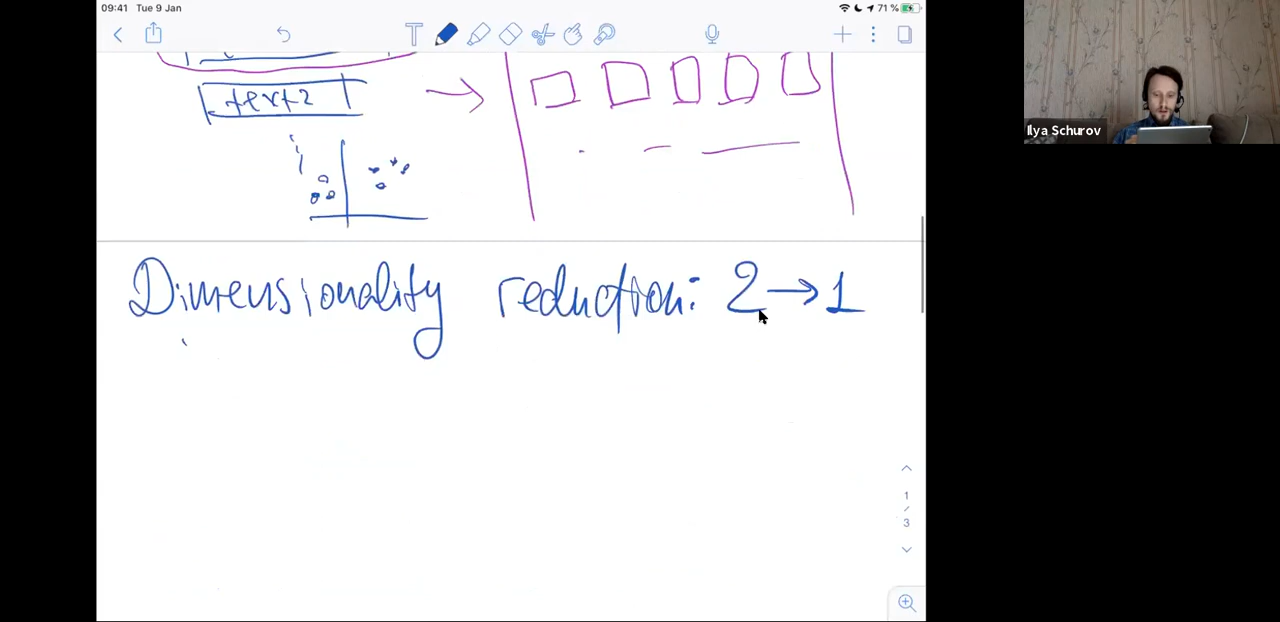 09:41 Tue 9 Jan
71 %
T
text2
Ilya Schurov
Dimensionality reduction: 2→1
1
/
3